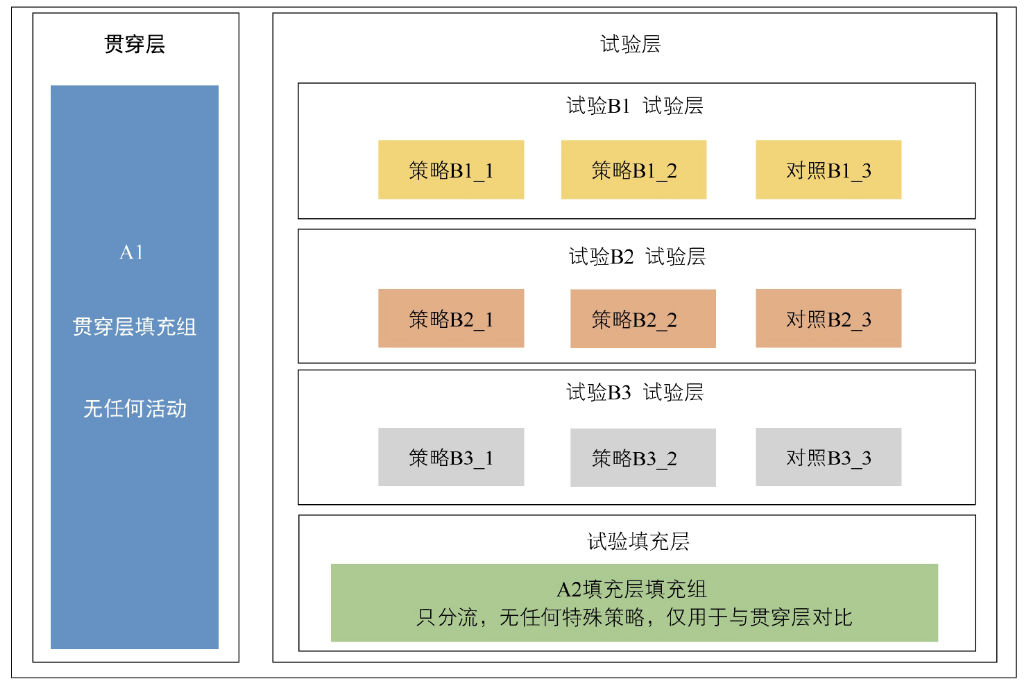 贯穿层
A1
贯穿层填充组
无任何活动
试验层
试验B1 试验层
策略B1_1
策略B1_2
对照B1_3
试验B2 试验层
策略B2_1
策略B2_2
对照B2_3
试验B3 试验层
策略B3_1
策略B3_2
对照B3_3
试验填充层
A2填充层填充组
只分流，无任何特殊策略，仅用于与贯穿层对比